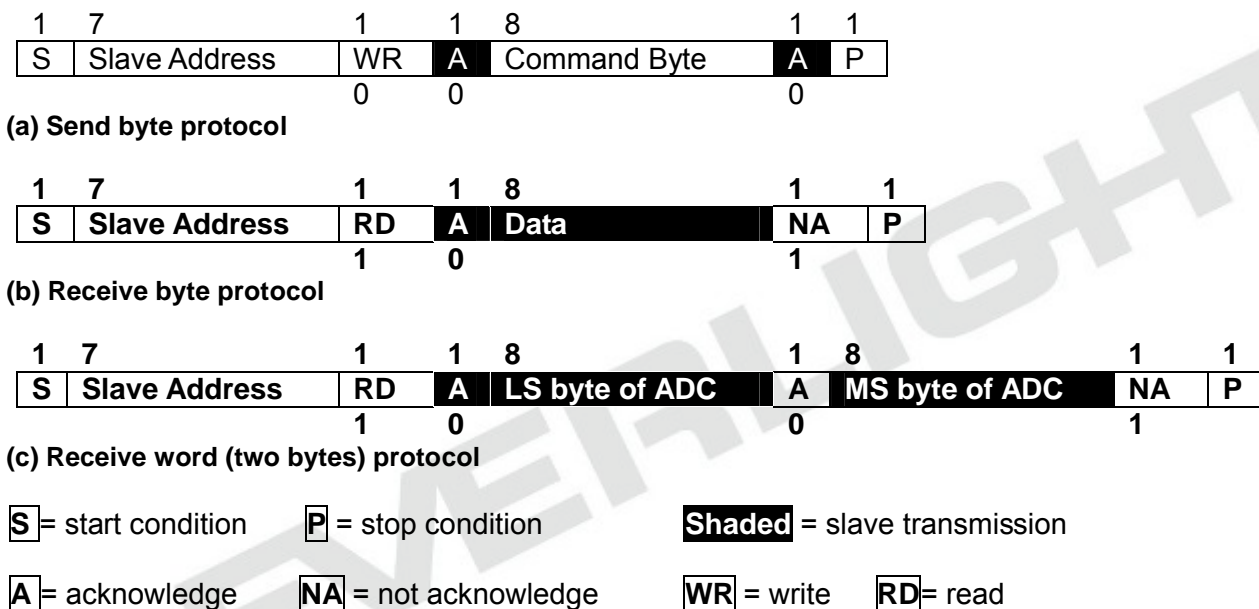 1 7 1 1 8 1 1
S Slave Address WR A Command Byte A P
0 0 0
(a) Send byte protocol
1 7 1 1 8 1 1
S Slave Address RD A Data NA P
1 0 1
(b) Receive byte protocol
1 7 1 1 8 1 8 1 1
S Slave Address RD A LS byte of ADC A MS byte of ADC NA P
1 0 0 1
(c) Receive word (two bytes) protocol
S = start condition P = stop condition Shaded = slave transmission
A = acknowledge NA = not acknowledge WR = write RD = read
EVERLIGHT